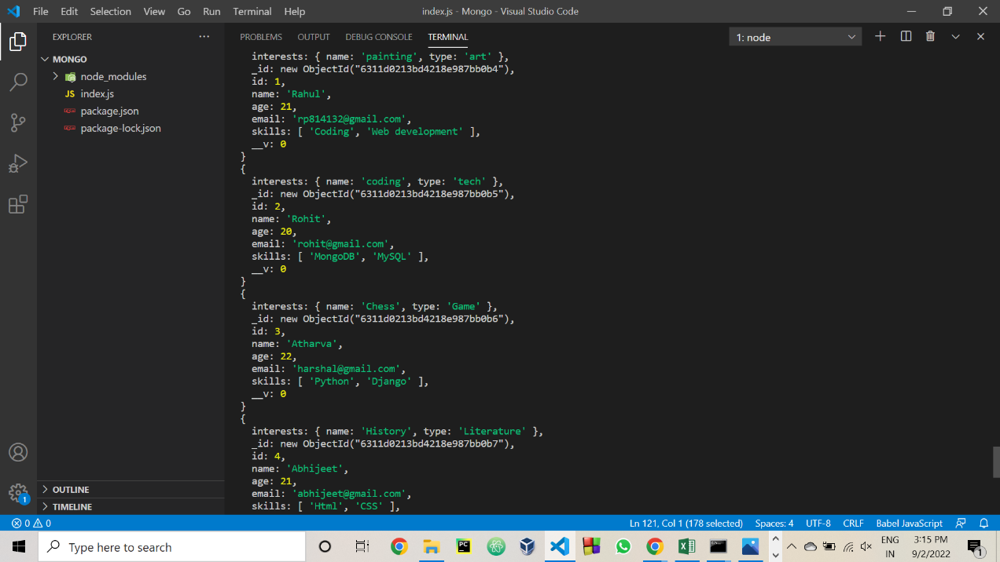 File Edit Selection View Go Run Terminal Help
index.js - Mongo - Visual Studio Code
EXPLORER
MONGO
node_modules
JS index.js
package.json
package-lock.json
OUTLINE
TIMELINE
PROBLEMS OUTPUT DEBUG CONSOLE TERMINAL
1: node
interests: { name: 'painting', type: 'art' },
_id: new ObjectId("6311d0213bd4218e987bb0b4"),
id: 1,
name: 'Rahul',
age: 21,
email: 'rp814132@gmail.com',
skills: [ 'Coding', 'Web development' ],
__v: 0
}
{
interests: { name: 'coding', type: 'tech' },
_id: new ObjectId("6311d0213bd4218e987bb0b5"),
id: 2,
name: 'Rohit',
age: 20,
email: 'rohit@gmail.com',
skills: [ 'MongoDB', 'MySQL' ],
__v: 0
}
{
interests: { name: 'Chess', type: 'Game' },
_id: new ObjectId("6311d0213bd4218e987bb0b6"),
id: 3,
name: 'Atharva',
age: 22,
email: 'harshal@gmail.com',
skills: [ 'Python', 'Django' ],
__v: 0
}
{
interests: { name: 'History', type: 'Literature' },
_id: new ObjectId("6311d0213bd4218e987bb0b7"),
id: 4,
name: 'Abhijeet',
age: 21,
email: 'abhijeet@gmail.com',
skills: [ 'Html', 'CSS' ],
1
0 0
Ln 121, Col 1 (178 selected) Spaces: 4 UTF-8 CRLF Babel JavaScript
Type here to search
PC
ENG
IN
3:15 PM
9/2/2022
1